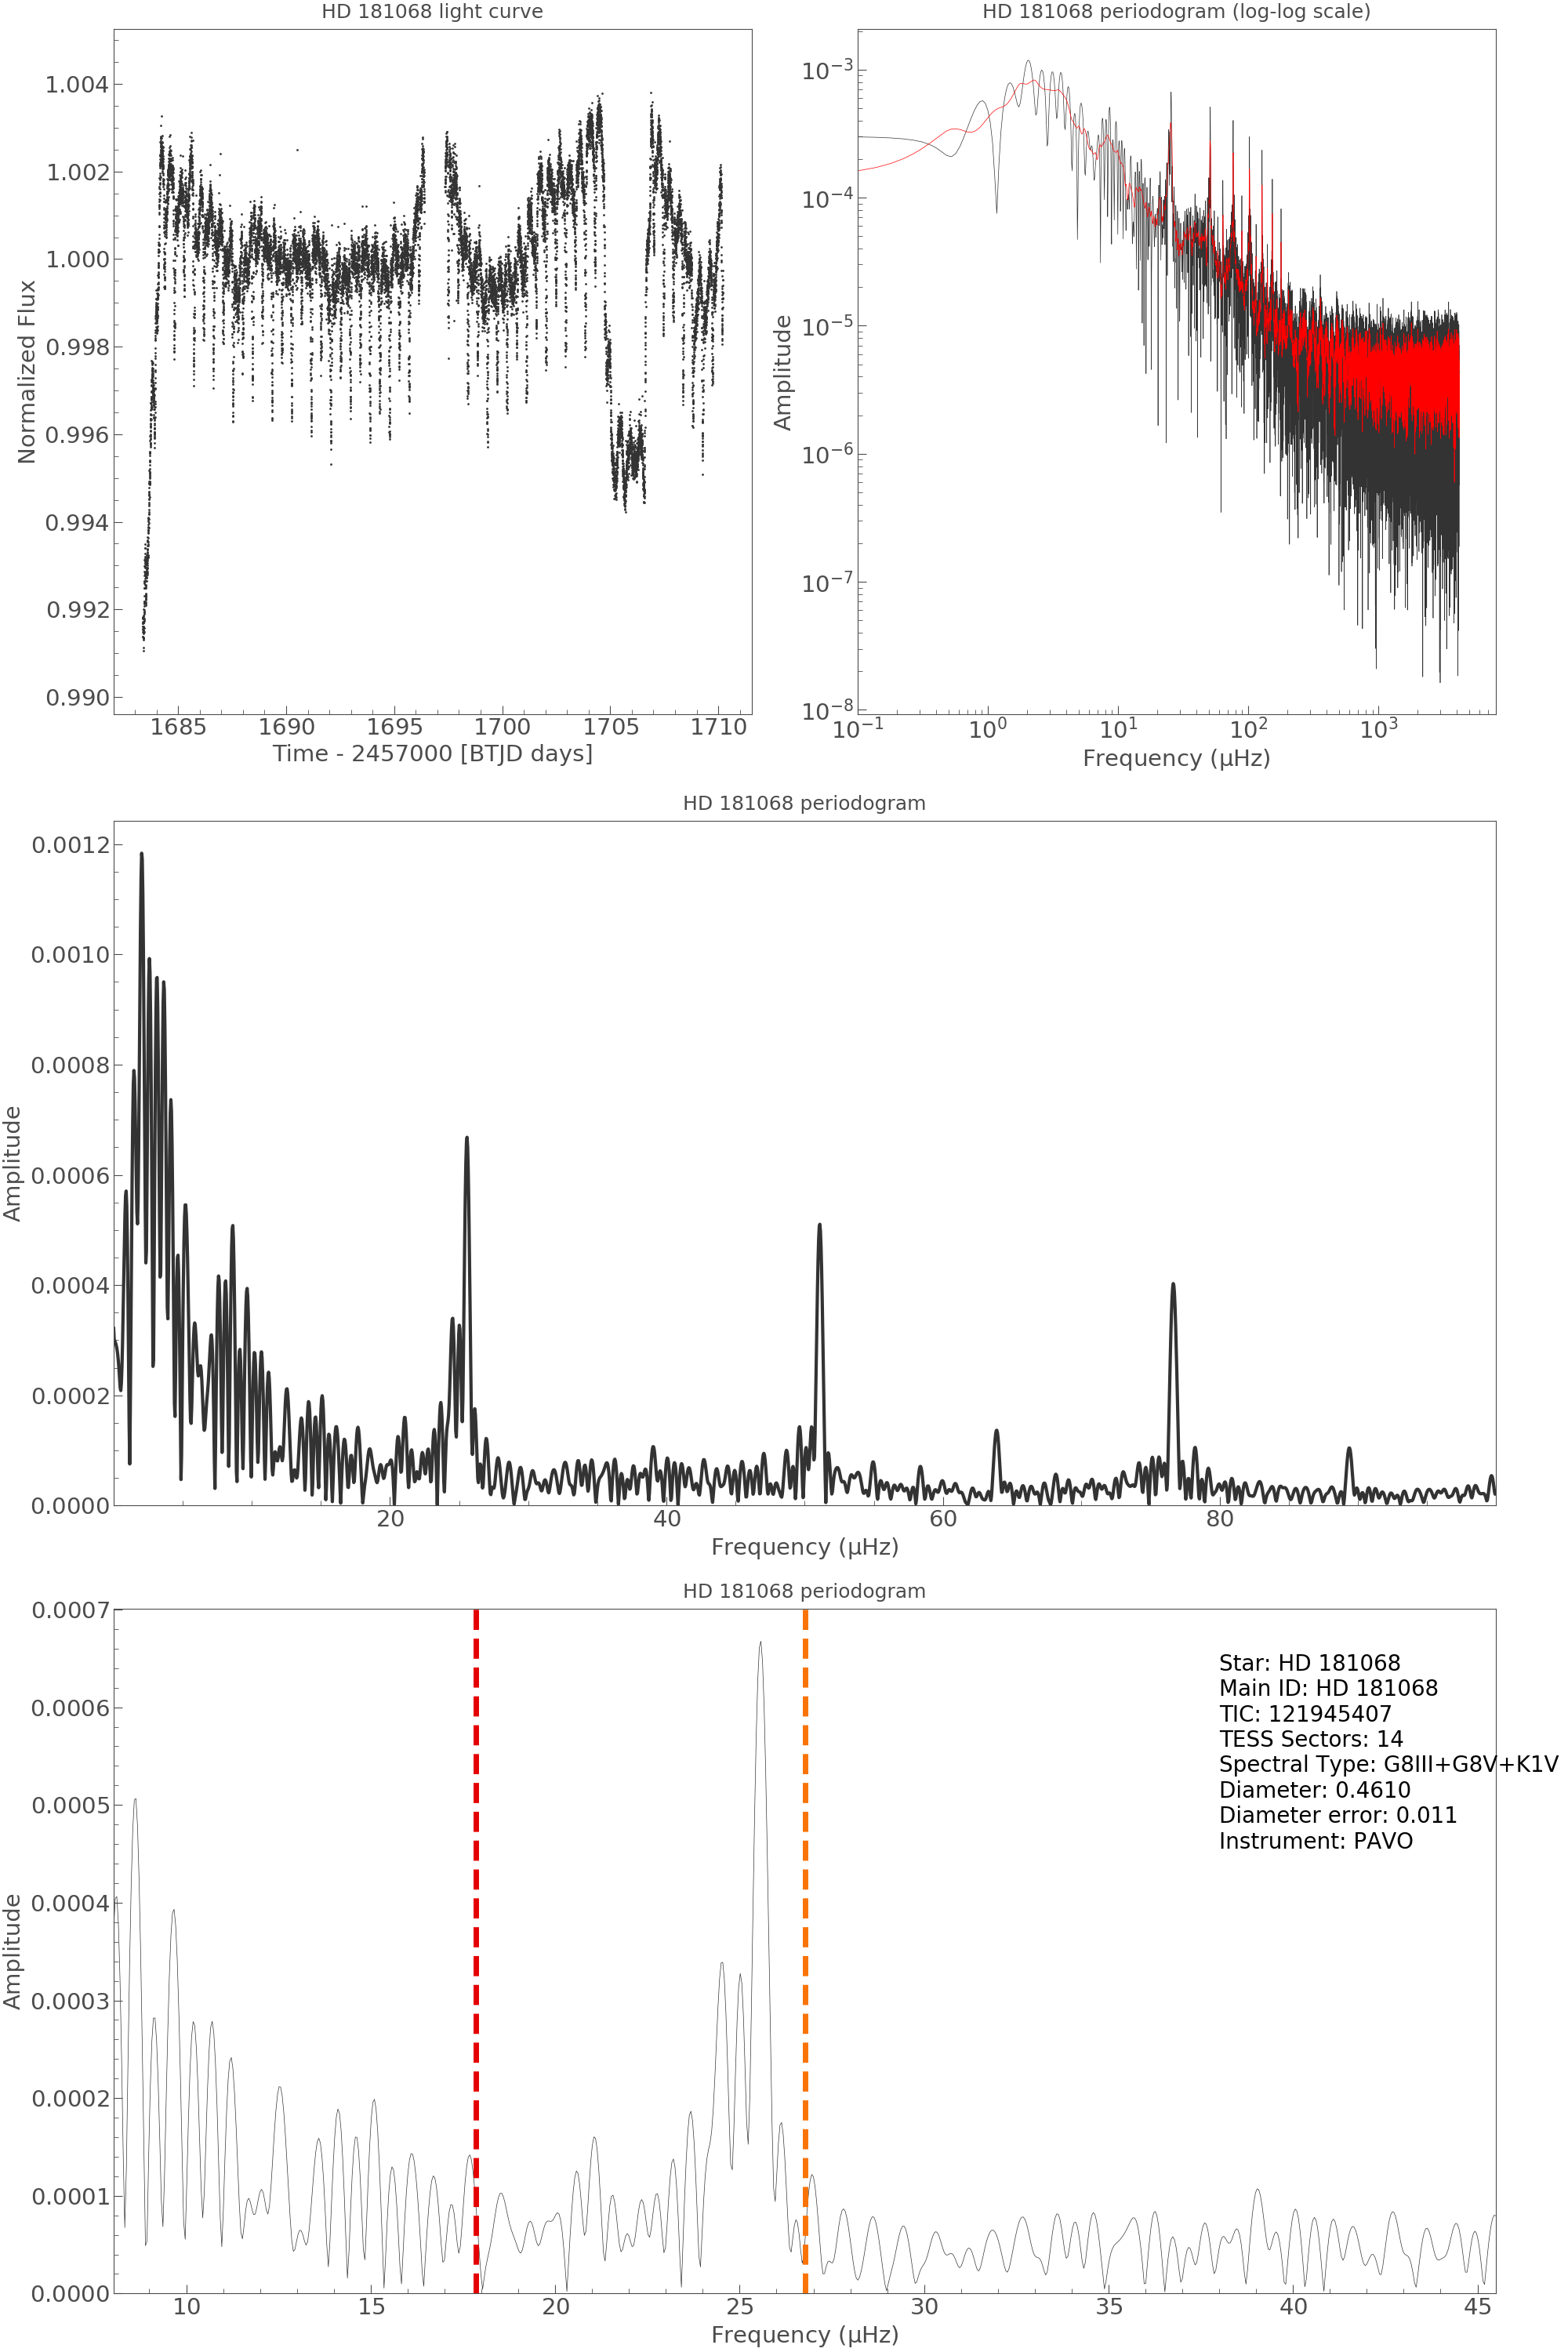 HD 181068 light curve
1.004
1.002
1.000
0.998
0.996
0.994
0.992
0.990
Normalized Flux
1685 1690 1695 1700 1705 1710
Time - 2457000 [BTJD days]
HD 181068 periodogram (log-log scale)
10⁻³
10⁻⁴
10⁻⁵
10⁻⁶
10⁻⁷
10⁻⁸
Amplitude
10⁻¹ 10⁰ 10¹ 10² 10³
Frequency (μHz)
HD 181068 periodogram
0.0012
0.0010
0.0008
0.0006
0.0004
0.0002
0.0000
Amplitude
20 40 60 80
Frequency (μHz)
HD 181068 periodogram
0.0007
0.0006
0.0005
0.0004
0.0003
0.0002
0.0001
0.0000
Amplitude
Star: HD 181068
Main ID: HD 181068
TIC: 121945407
TESS Sectors: 14
Spectral Type: G8III+G8V+K1V
Diameter: 0.4610
Diameter error: 0.011
Instrument: PAVO
10 15 20 25 30 35 40 45
Frequency (μHz)